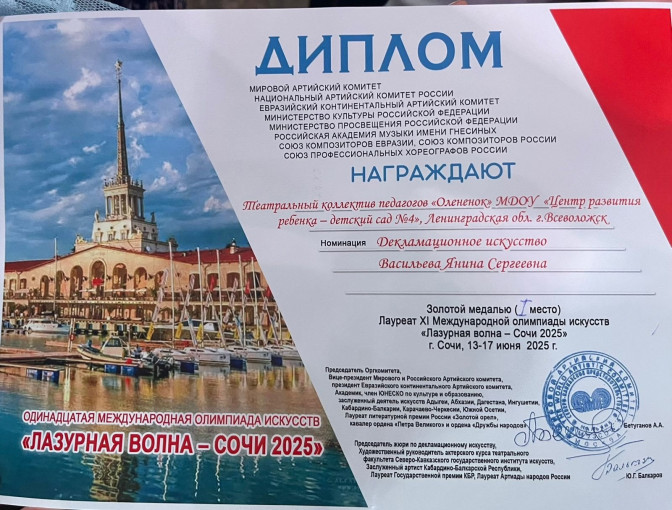 ДИПЛОМ
МИРОВОЙ АРТИЙСКИЙ КОМИТЕТ
НАЦИОНАЛЬНЫЙ АРТИЙСКИЙ КОМИТЕТ РОССИИ
ЕВРАЗИЙСКИЙ КОНТИНЕНТАЛЬНЫЙ АРТИЙСКИЙ КОМИТЕТ
МИНИСТЕРСТВО КУЛЬТУРЫ РОССИЙСКОЙ ФЕДЕРАЦИИ
МИНИСТЕРСТВО ПРОСВЕЩЕНИЯ РОССИЙСКОЙ ФЕДЕРАЦИИ
РОССИЙСКАЯ АКАДЕМИЯ МУЗЫКИ ИМЕНИ ГНЕСИНЫХ
СОЮЗ КОМПОЗИТОРОВ ЕВРАЗИИ, СОЮЗ КОМПОЗИТОРОВ РОССИИ
СОЮЗ ПРОФЕССИОНАЛЬНЫХ ХОРЕОГРАФОВ РОССИИ
НАГРАЖДАЮТ
Театральный коллектив педагогов «Олененок» МДОУ «Центр развития
ребенка – детский сад №4», Ленинградская обл. г.Всеволожск
Номинация Декламационное искусство
Васильева Янина Сергеевна
Золотой медалью (I место)
Лауреат XI Международной олимпиады искусств
«Лазурная волна – Сочи 2025»
г. Сочи, 13-17 июня 2025 г.
Председатель Оргкомитета,
Вице-президент Мирового и Российского Артийского комитета,
президент Евразийского континентального Артийского комитета,
Академик, член ЮНЕСКО по культуре и образованию,
заслуженный деятель искусств Адыгеи, Абхазии, Дагестана, Ингушетии,
Кабардино-Балкарии, Карачаево-Черкесии, Южной Осетии,
Лауреат литературной премии России «Золотой орел»,
кавалер ордена «Петра Великого» и ордена «Дружбы народов»
Бетуганов А.А.
Председатель жюри по декламационному искусству,
Художественный руководитель актерского курса театрального
факультета Северо-Кавказского государственного института искусств,
Заслуженный артист Кабардино-Балкарской Республики,
Лауреат Государственной премии КБР, Лауреат Артиады народов России
Ю.Г. Балкаров
ОДИНАДЦАТАЯ МЕЖДУНАРОДНАЯ ОЛИМПИАДА ИСКУССТВ
«ЛАЗУРНАЯ ВОЛНА – СОЧИ 2025»